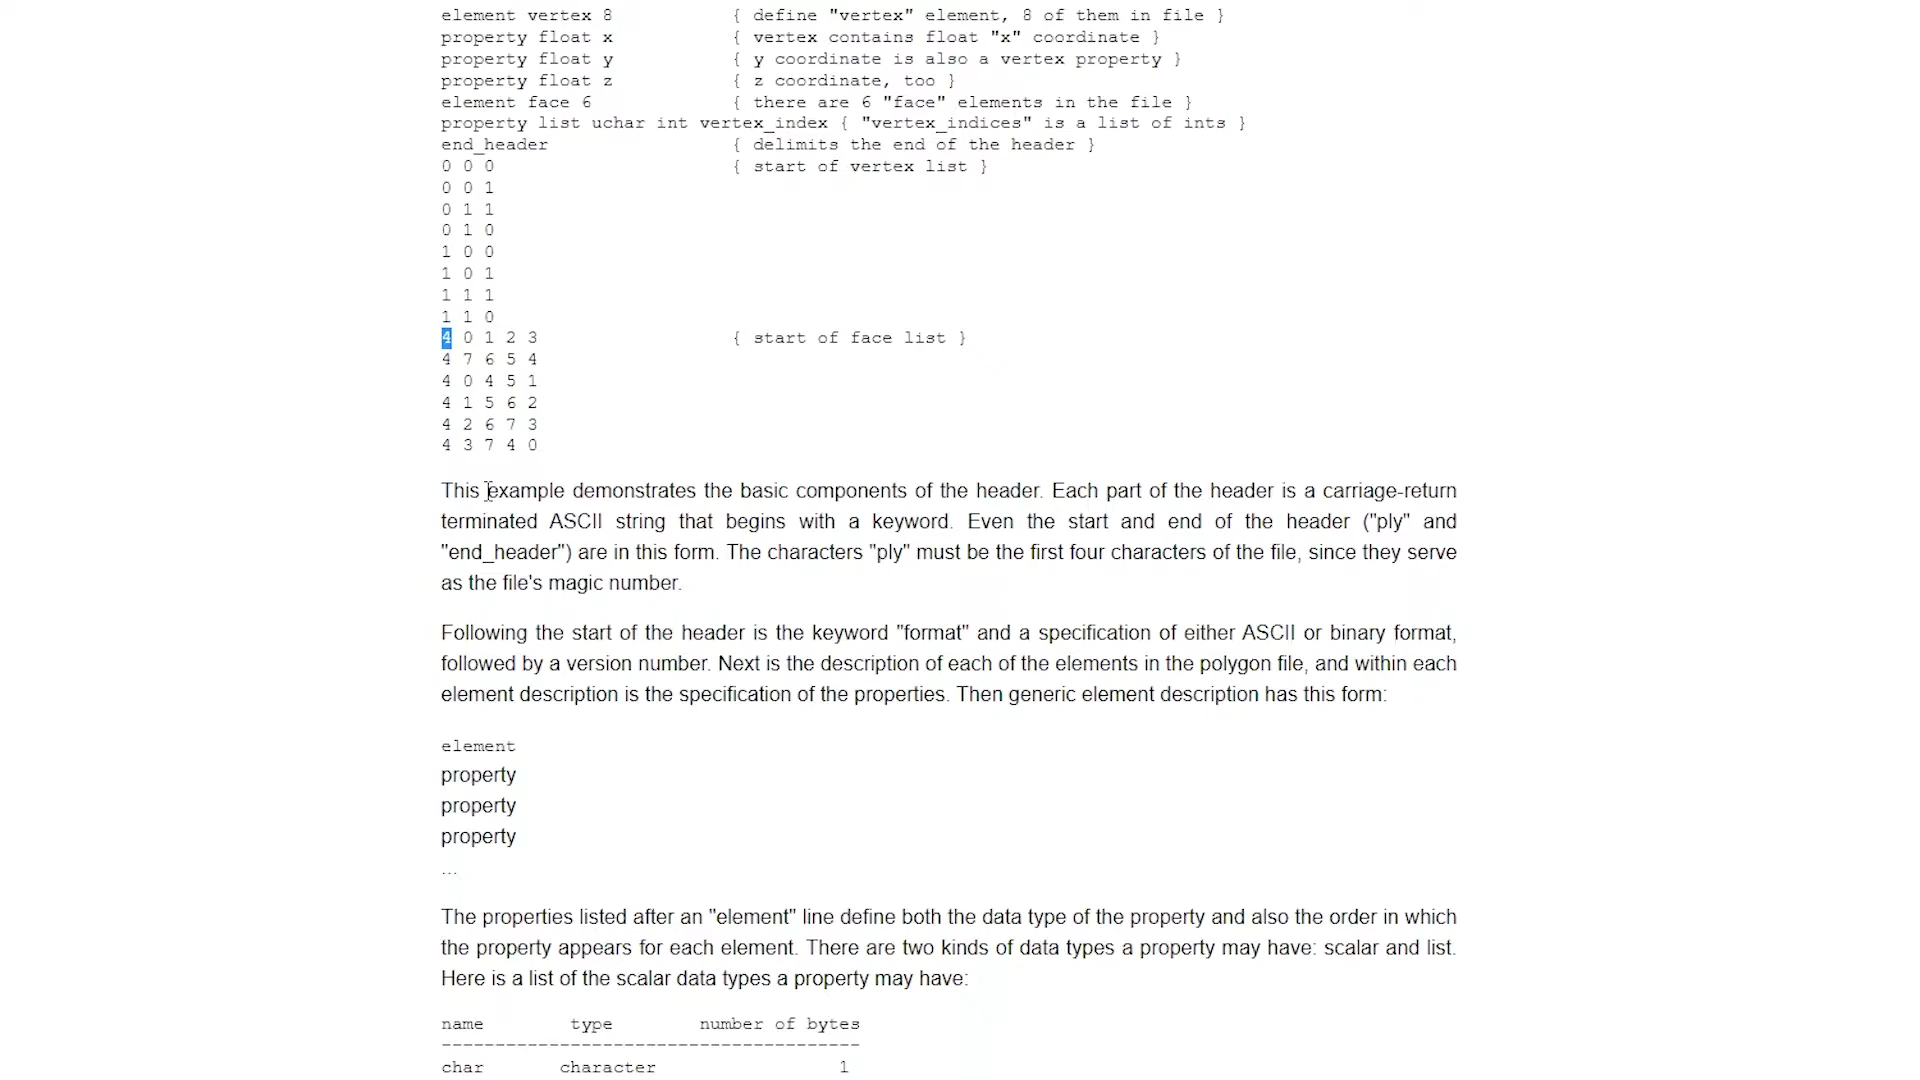 element vertex 8 { define "vertex" element, 8 of them in file }
property float x { vertex contains float "x" coordinate }
property float y { y coordinate is also a vertex property }
property float z { z coordinate, too }
element face 6 { there are 6 "face" elements in the file }
property list uchar int vertex_index { "vertex_indices" is a list of ints }
end_header { delimits the end of the header }
0 0 0 { start of vertex list }
0 0 1
0 1 1
0 1 0
1 0 0
1 0 1
1 1 1
1 1 0
4 0 1 2 3 { start of face list }
4 7 6 5 4
4 0 4 5 1
4 1 5 6 2
4 2 6 7 3
4 3 7 4 0
This example demonstrates the basic components of the header. Each part of the header is a carriage-return
terminated ASCII string that begins with a keyword. Even the start and end of the header ("ply" and
"end_header") are in this form. The characters "ply" must be the first four characters of the file, since they serve
as the file's magic number.
Following the start of the header is the keyword "format" and a specification of either ASCII or binary format,
followed by a version number. Next is the description of each of the elements in the polygon file, and within each
element description is the specification of the properties. Then generic element description has this form:
element
property
property
property
...
The properties listed after an "element" line define both the data type of the property and also the order in which
the property appears for each element. There are two kinds of data types a property may have: scalar and list.
Here is a list of the scalar data types a property may have:
name type number of bytes
---------------------------------------
char character 1